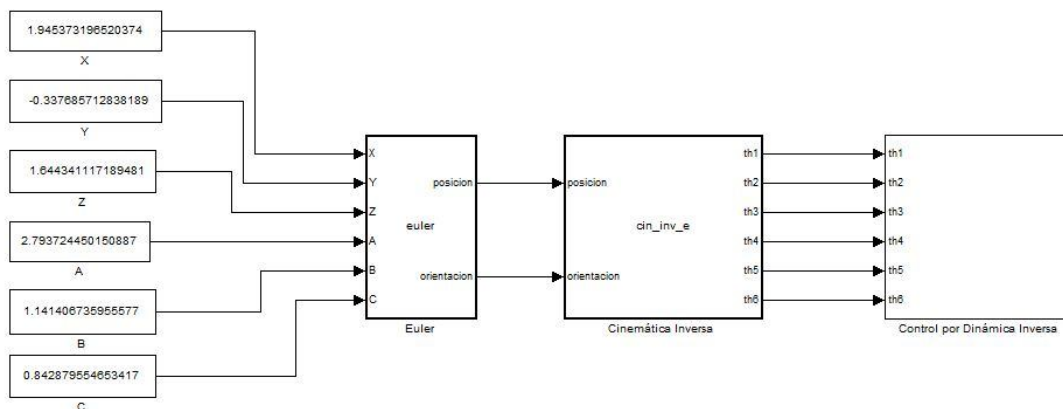 1.945373196520374
X
-0.337685712838189
Y
1.644341117189481
Z
2.793724450150887
A
1.141406735955577
B
0.842879554653417
C
X
Y
Z
A
B
C
euler
posicion
orientacion
Euler
posicion
orientacion
cin_inv_e
th1
th2
th3
th4
th5
th6
Cinemática Inversa
th1
th2
th3
th4
th5
th6
Control por Dinámica Inversa